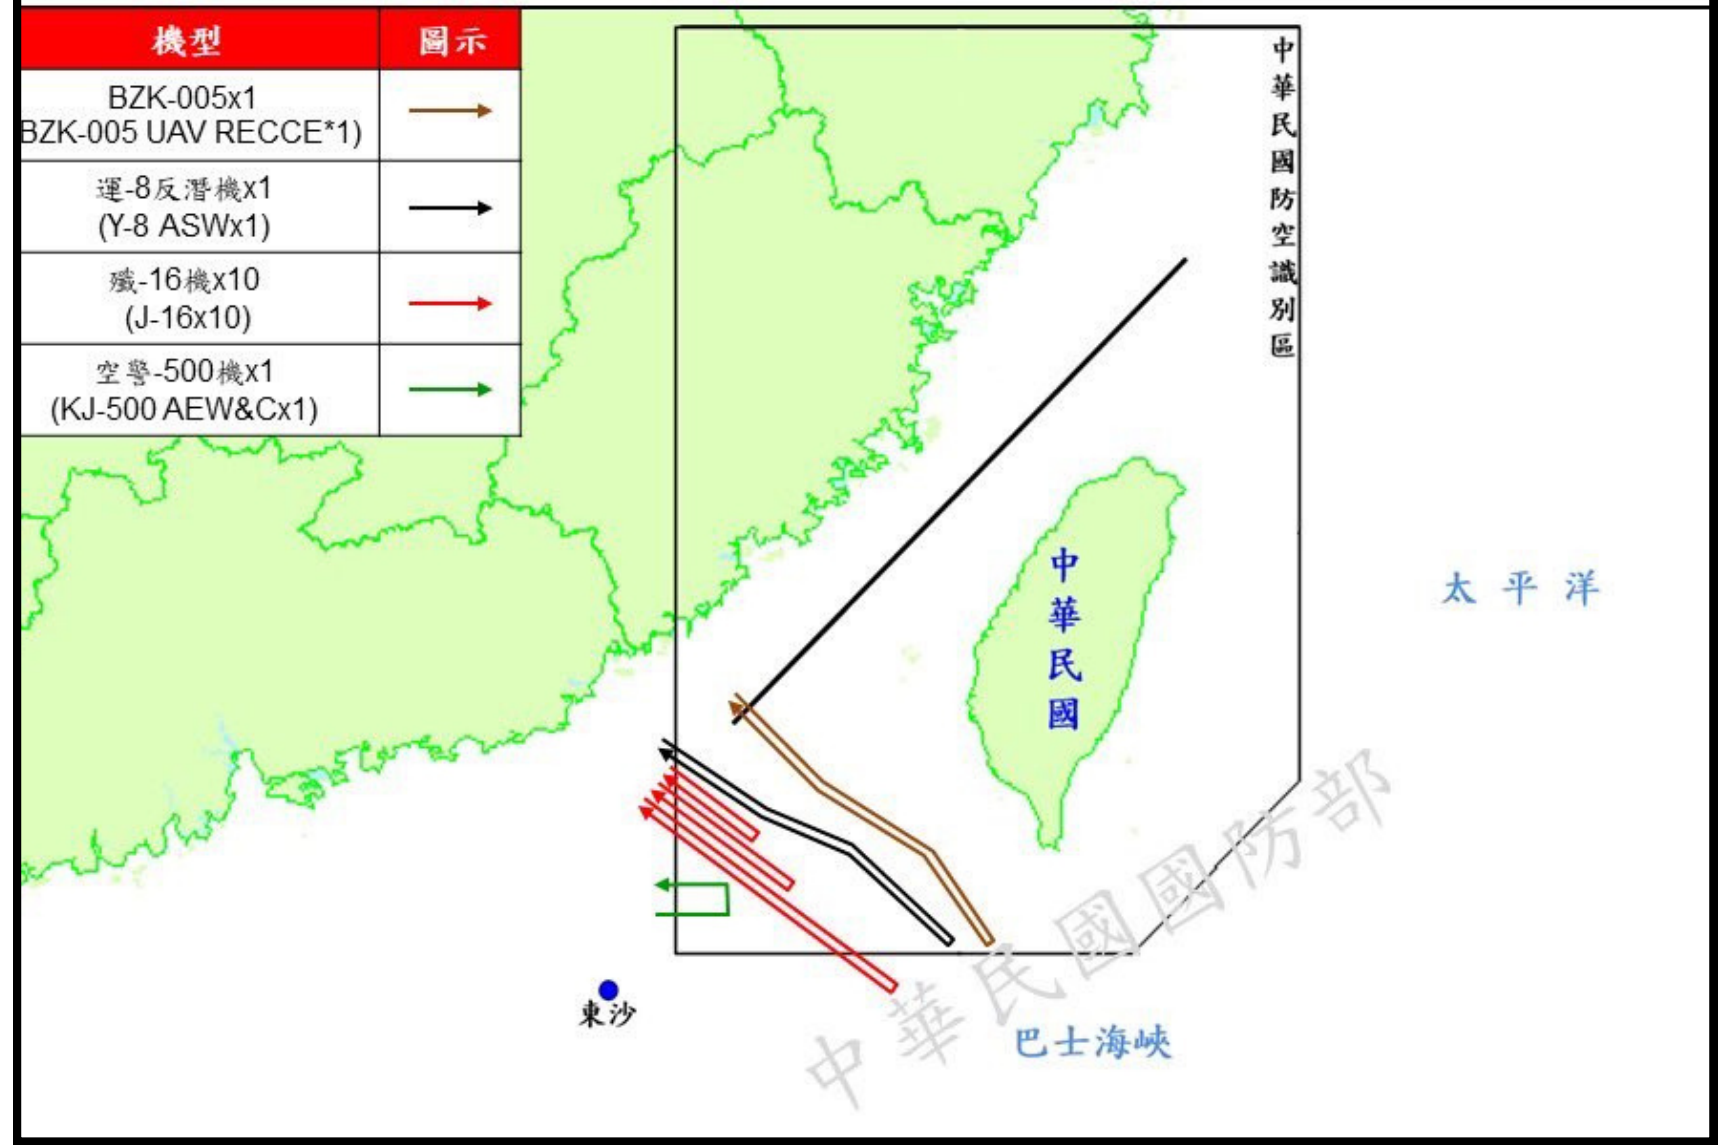 機型
圖示
BZK-005x1
BZK-005 UAV RECCE*1)
運-8反潛機x1
(Y-8 ASWx1)
殲-16機x10
(J-16x10)
空警-500機x1
(KJ-500 AEW&Cx1)
中華民國防空識別區
中華民國
太平洋
東沙
巴士海峽
中華民國國防部